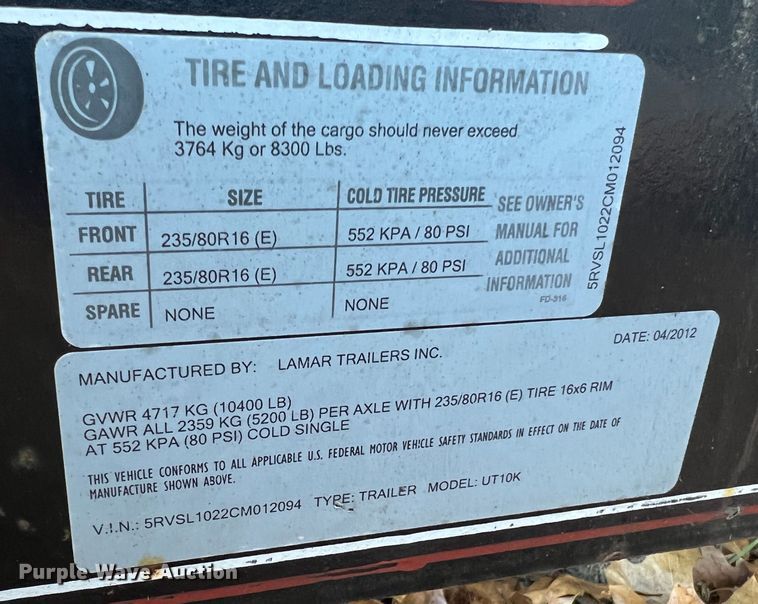 TIRE AND LOADING INFORMATION
The weight of the cargo should never exceed
3764 Kg or 8300 Lbs.
TIRE SIZE COLD TIRE PRESSURE
FRONT 235/80R16 (E) 552 KPA / 80 PSI
REAR 235/80R16 (E) 552 KPA / 80 PSI
SPARE NONE NONE
SEE OWNER'S
MANUAL FOR
ADDITIONAL
INFORMATION
FD-316
5RVSL1022CM012094
MANUFACTURED BY: LAMAR TRAILERS INC. DATE: 04/2012
GVWR 4717 KG (10400 LB)
GAWR ALL 2359 KG (5200 LB) PER AXLE WITH 235/80R16 (E) TIRE 16x6 RIM
AT 552 KPA (80 PSI) COLD SINGLE
THIS VEHICLE CONFORMS TO ALL APPLICABLE U.S. FEDERAL MOTOR VEHICLE SAFETY STANDARDS IN EFFECT ON THE DATE OF
MANUFACTURE SHOWN ABOVE.
V.I.N.: 5RVSL1022CM012094 TYPE: TRAILER MODEL: UT10K
Purple Wave Auction